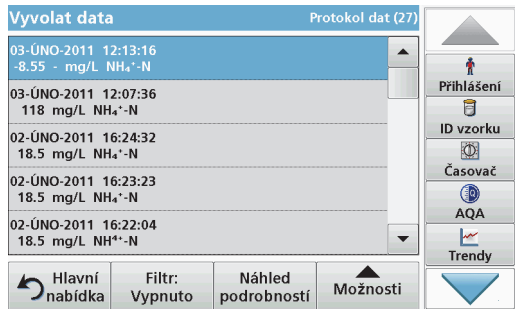 Vyvolat data
Protokol dat (27)
03-ÚNO-2011 12:13:16
-8.55 - mg/L NH₄⁺-N
03-ÚNO-2011 12:07:36
118 mg/L NH₄⁺-N
02-ÚNO-2011 16:24:32
18.5 mg/L NH₄⁺-N
02-ÚNO-2011 16:23:23
18.5 mg/L NH₄⁺-N
02-ÚNO-2011 16:22:04
18.5 mg/L NH⁴⁺-N
Přihlášení
ID vzorku
Časovač
AQA
Trendy
Hlavní
nabídka
Filtr:
Vypnuto
Náhled
podrobností
Možnosti